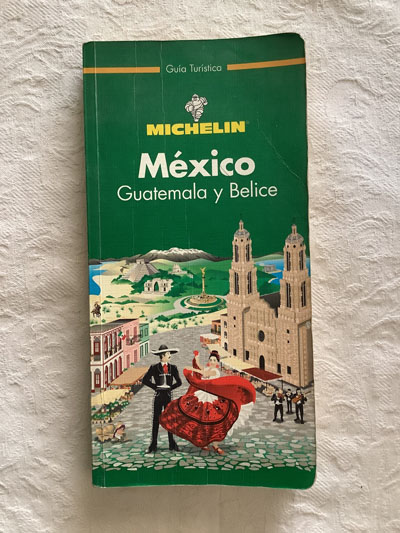 Guía Turística
MICHELIN
México
Guatemala y Belice